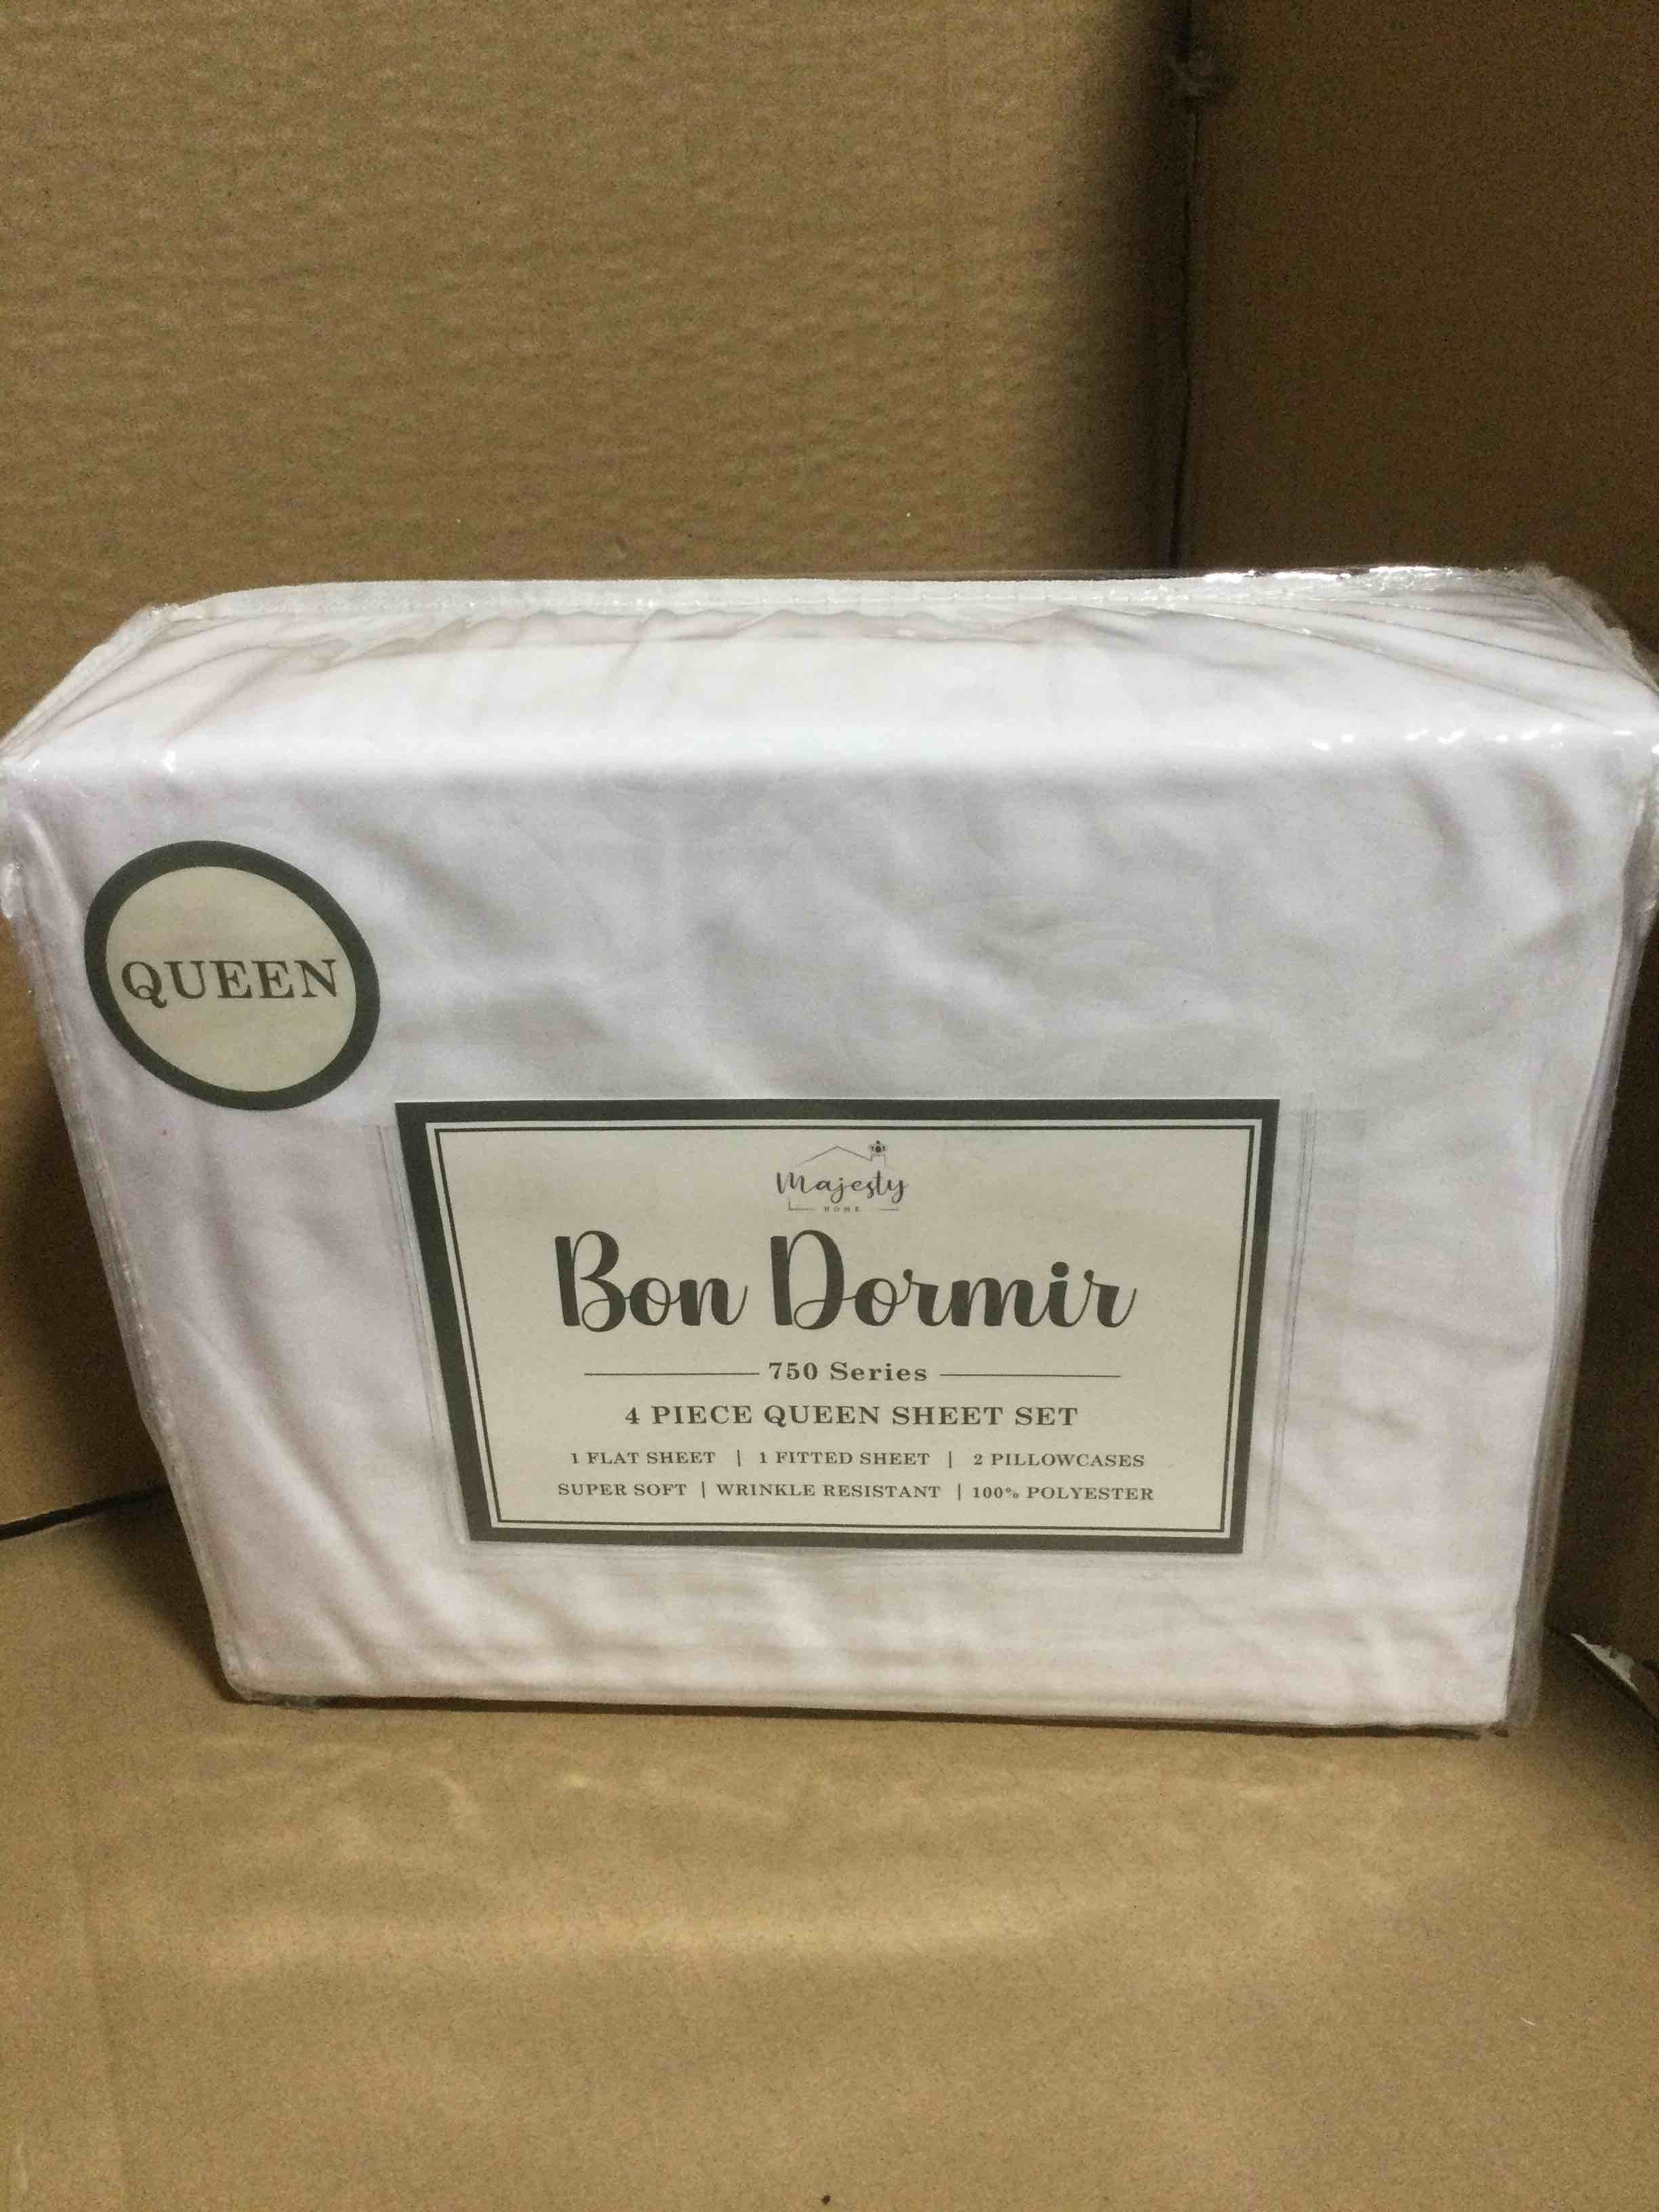 QUEEN
Majesty
HOME
Bon Dormir
750 Series
4 PIECE QUEEN SHEET SET
1 FLAT SHEET | 1 FITTED SHEET | 2 PILLOWCASES
SUPER SOFT | WRINKLE RESISTANT | 100% POLYESTER